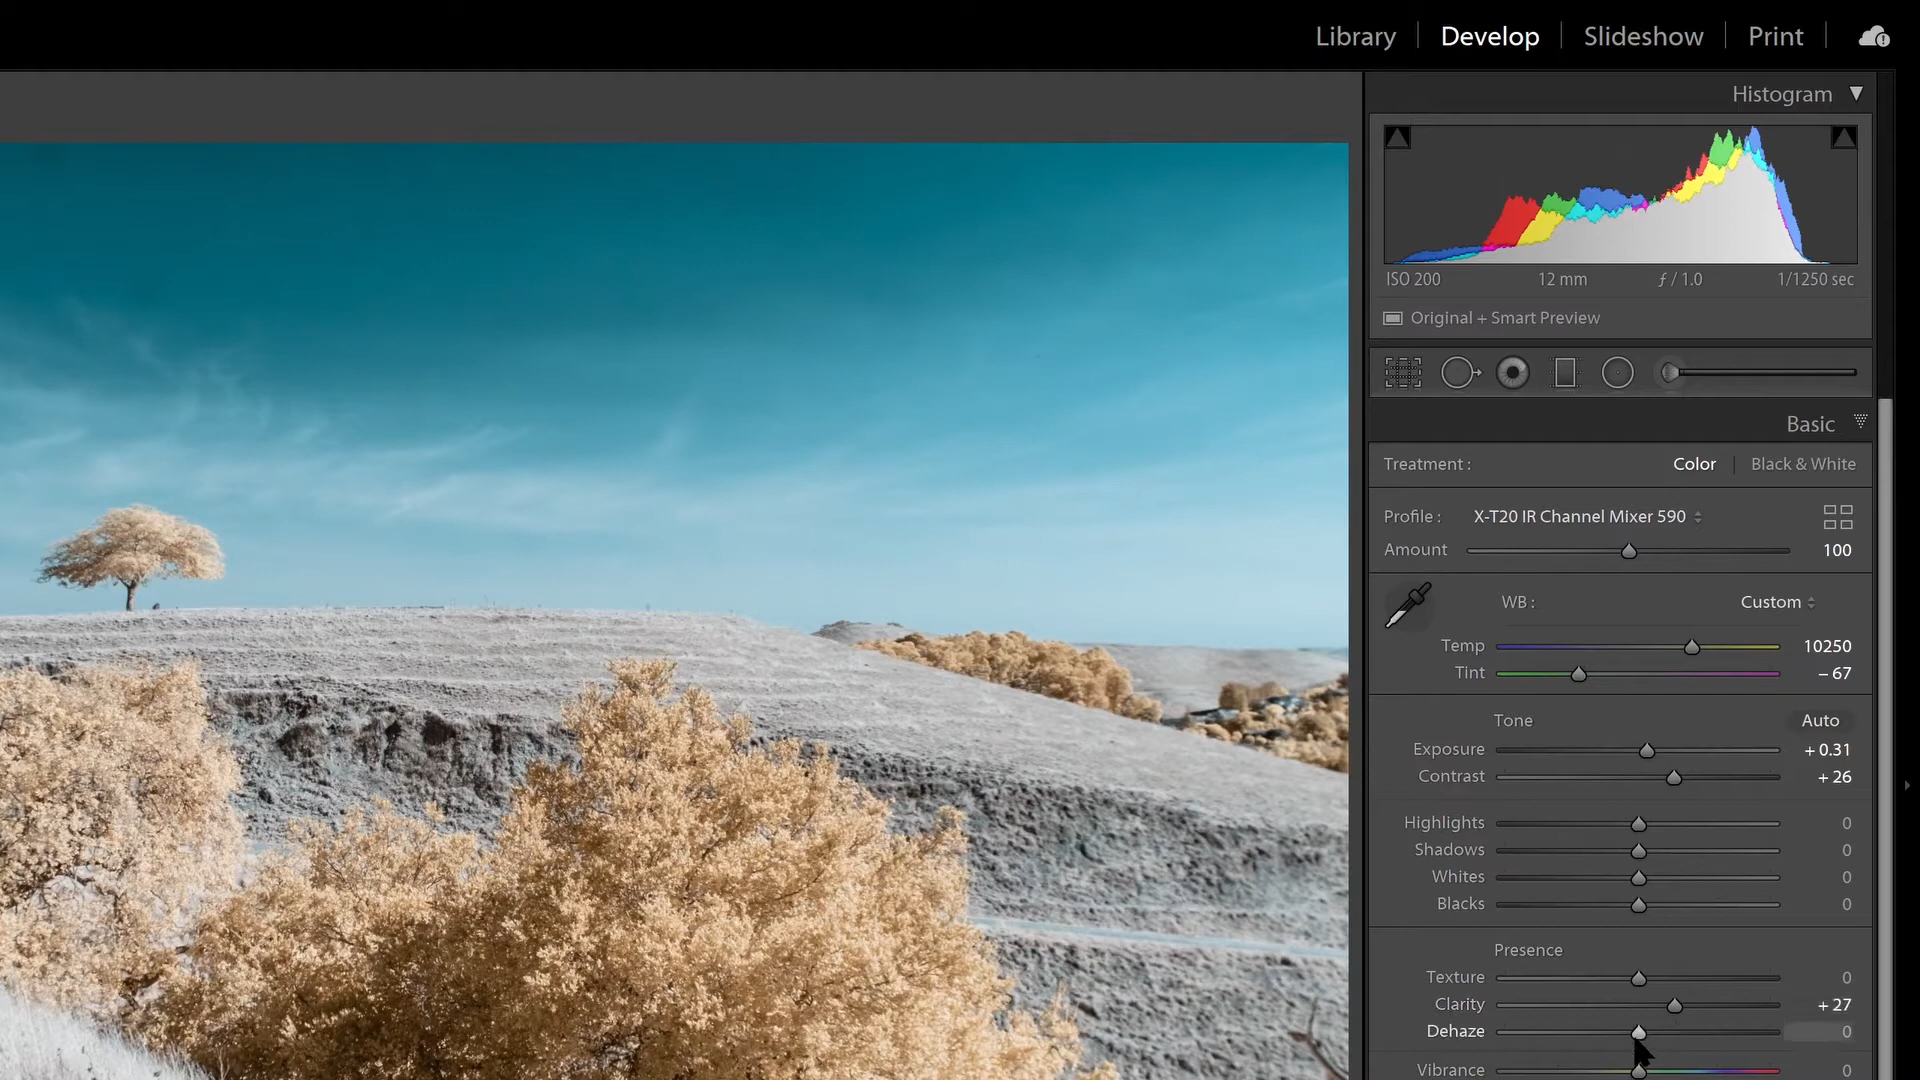 Library | Develop | Slideshow | Print |
Histogram
ISO 200 12 mm ƒ / 1.0 1/1250 sec
Original + Smart Preview
Basic
Treatment : Color | Black & White
Profile : X-T20 IR Channel Mixer 590
Amount 100
WB : Custom
Temp 10250
Tint – 67
Tone Auto
Exposure + 0.31
Contrast + 26
Highlights 0
Shadows 0
Whites 0
Blacks 0
Presence
Texture 0
Clarity + 27
Dehaze 0
Vibrance 0